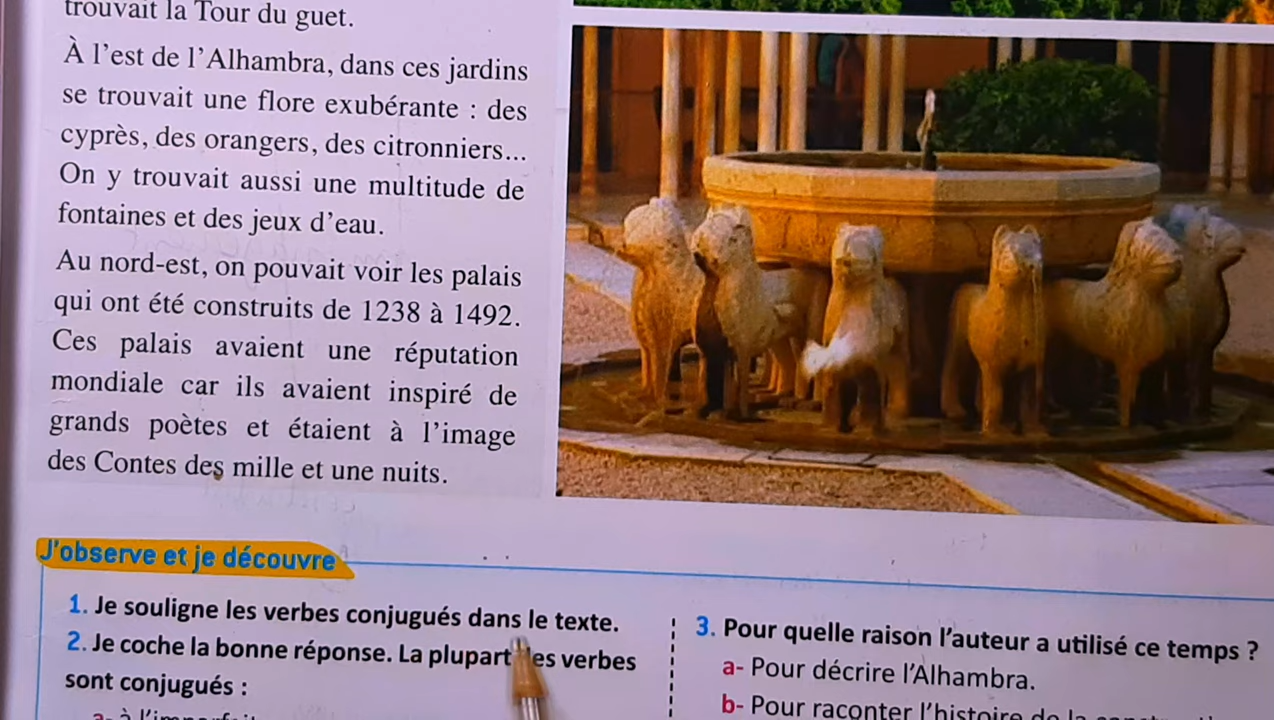 trouvait la Tour du guet.
À l'est de l'Alhambra, dans ces jardins
se trouvait une flore exubérante : des
cyprès, des orangers, des citronniers...
On y trouvait aussi une multitude de
fontaines et des jeux d'eau.
Au nord-est, on pouvait voir les palais
qui ont été construits de 1238 à 1492.
Ces palais avaient une réputation
mondiale car ils avaient inspiré de
grands poètes et étaient à l'image
des Contes des mille et une nuits.
J'observe et je découvre
1. Je souligne les verbes conjugués dans le texte.
2. Je coche la bonne réponse. La plupart es verbes
sont conjugués :
a- à l'imparfait
3. Pour quelle raison l'auteur a utilisé ce temps ?
a- Pour décrire l'Alhambra.
b- Pour raconter l'histoire de la